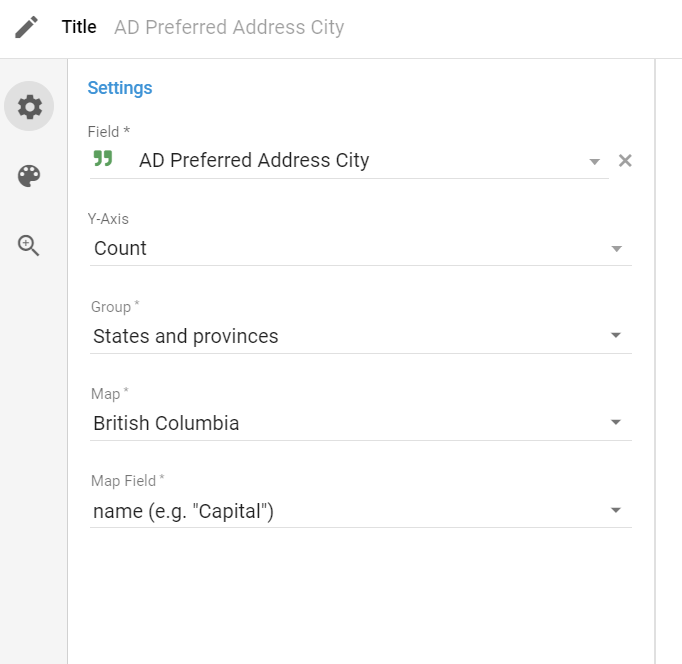 Title AD Preferred Address City
Settings
Field *
AD Preferred Address City
Y-Axis
Count
Group *
States and provinces
Map *
British Columbia
Map Field *
name (e.g. "Capital")